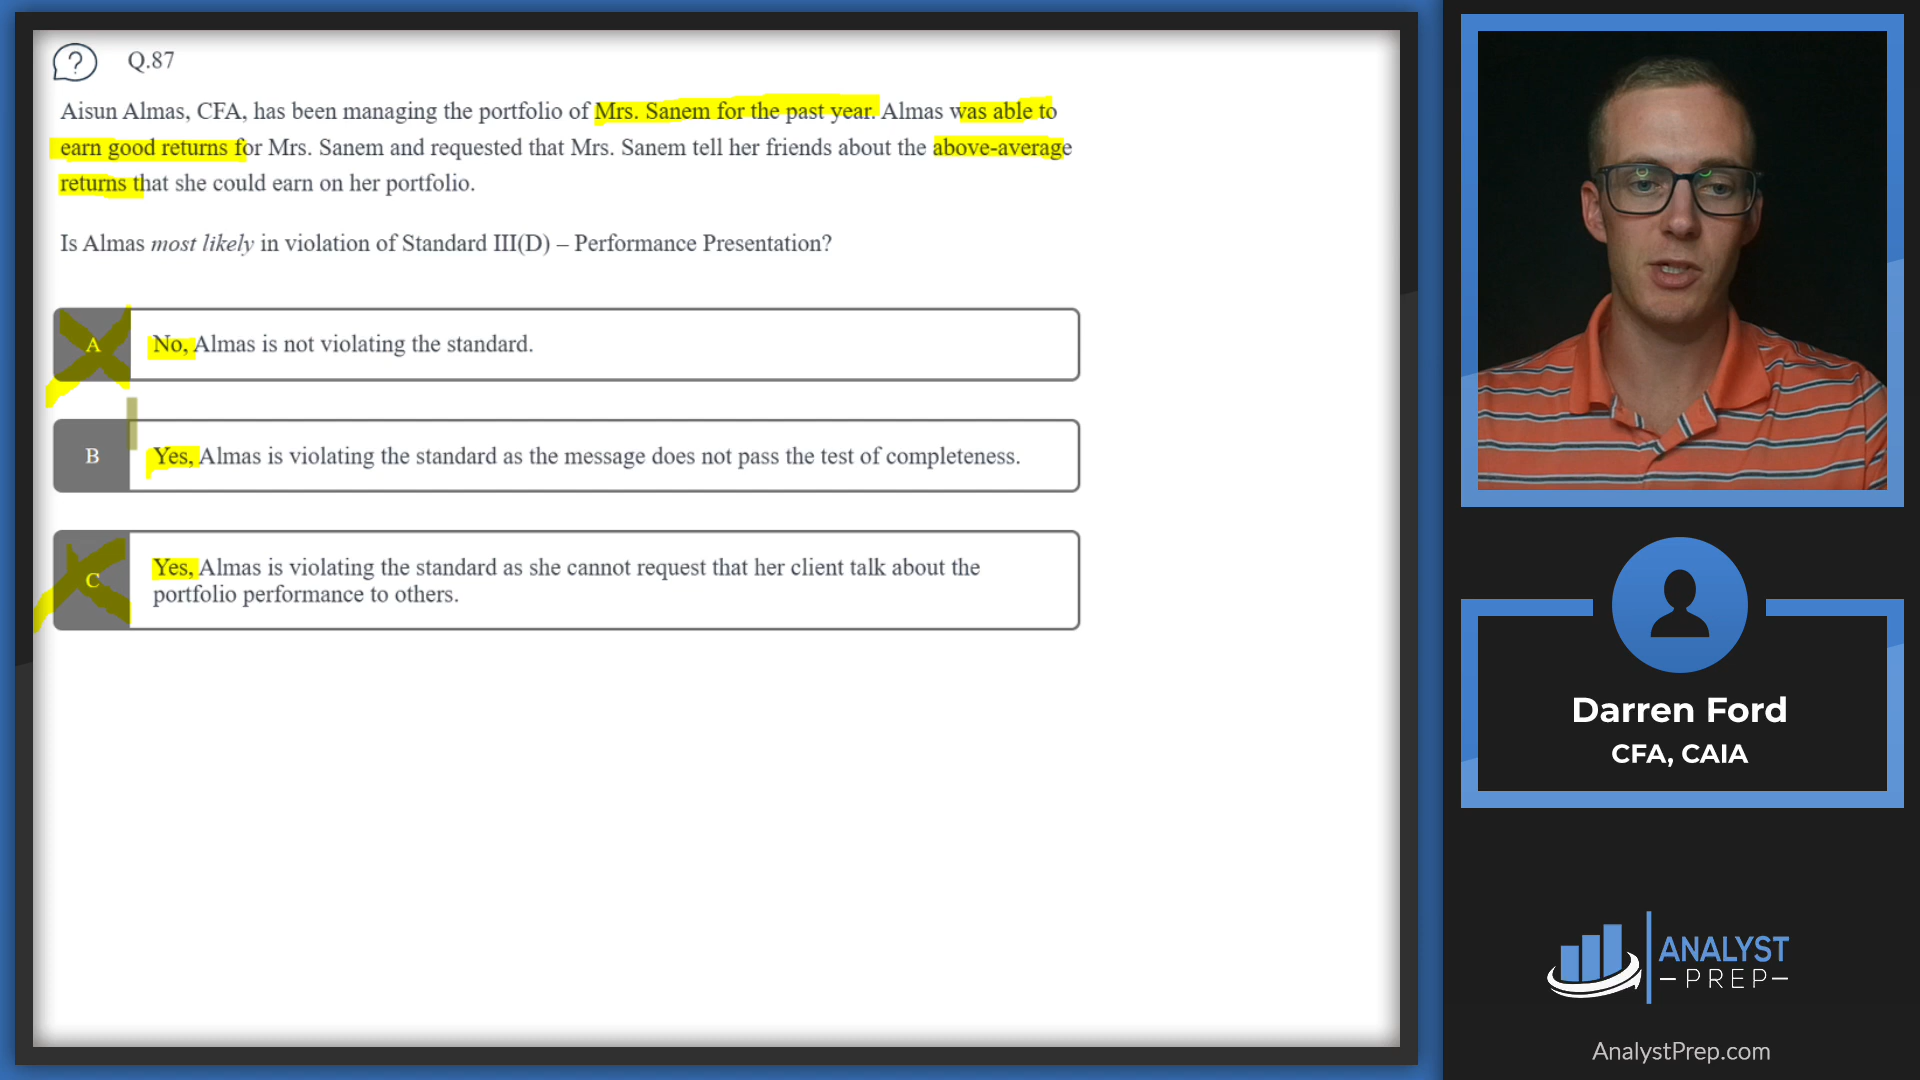 ?
Q.87
Aisun Almas, CFA, has been managing the portfolio of Mrs. Sanem for the past year. Almas was able to
earn good returns for Mrs. Sanem and requested that Mrs. Sanem tell her friends about the above-average
returns that she could earn on her portfolio.
Is Almas most likely in violation of Standard III(D) – Performance Presentation?
A
No, Almas is not violating the standard.
B
Yes, Almas is violating the standard as the message does not pass the test of completeness.
C
Yes, Almas is violating the standard as she cannot request that her client talk about the
portfolio performance to others.
Darren Ford
CFA, CAIA
ANALYST
PREP
AnalystPrep.com